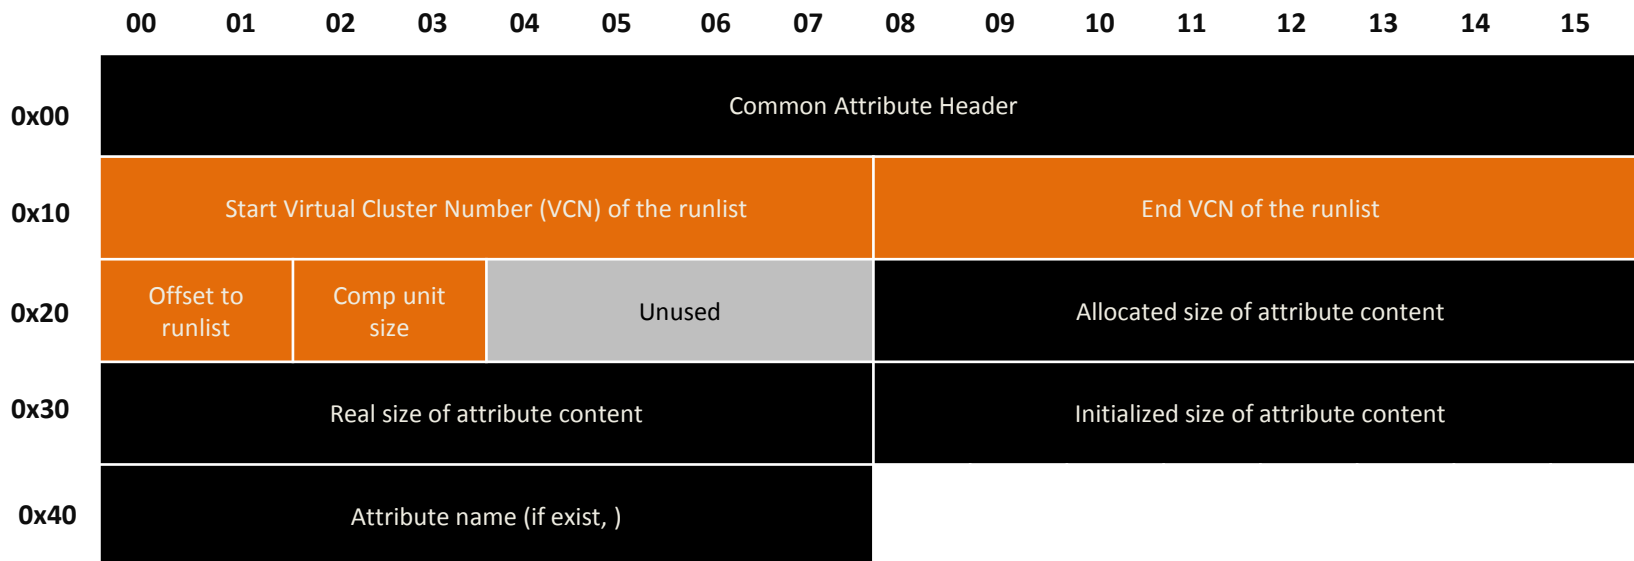 00 01 02 03 04 05 06 07 08 09 10 11 12 13 14 15
0x00
Common Attribute Header
0x10
Start Virtual Cluster Number (VCN) of the runlist
End VCN of the runlist
0x20
Offset to
runlist
Comp unit
size
Unused
Allocated size of attribute content
0x30
Real size of attribute content
Initialized size of attribute content
0x40
Attribute name (if exist, )